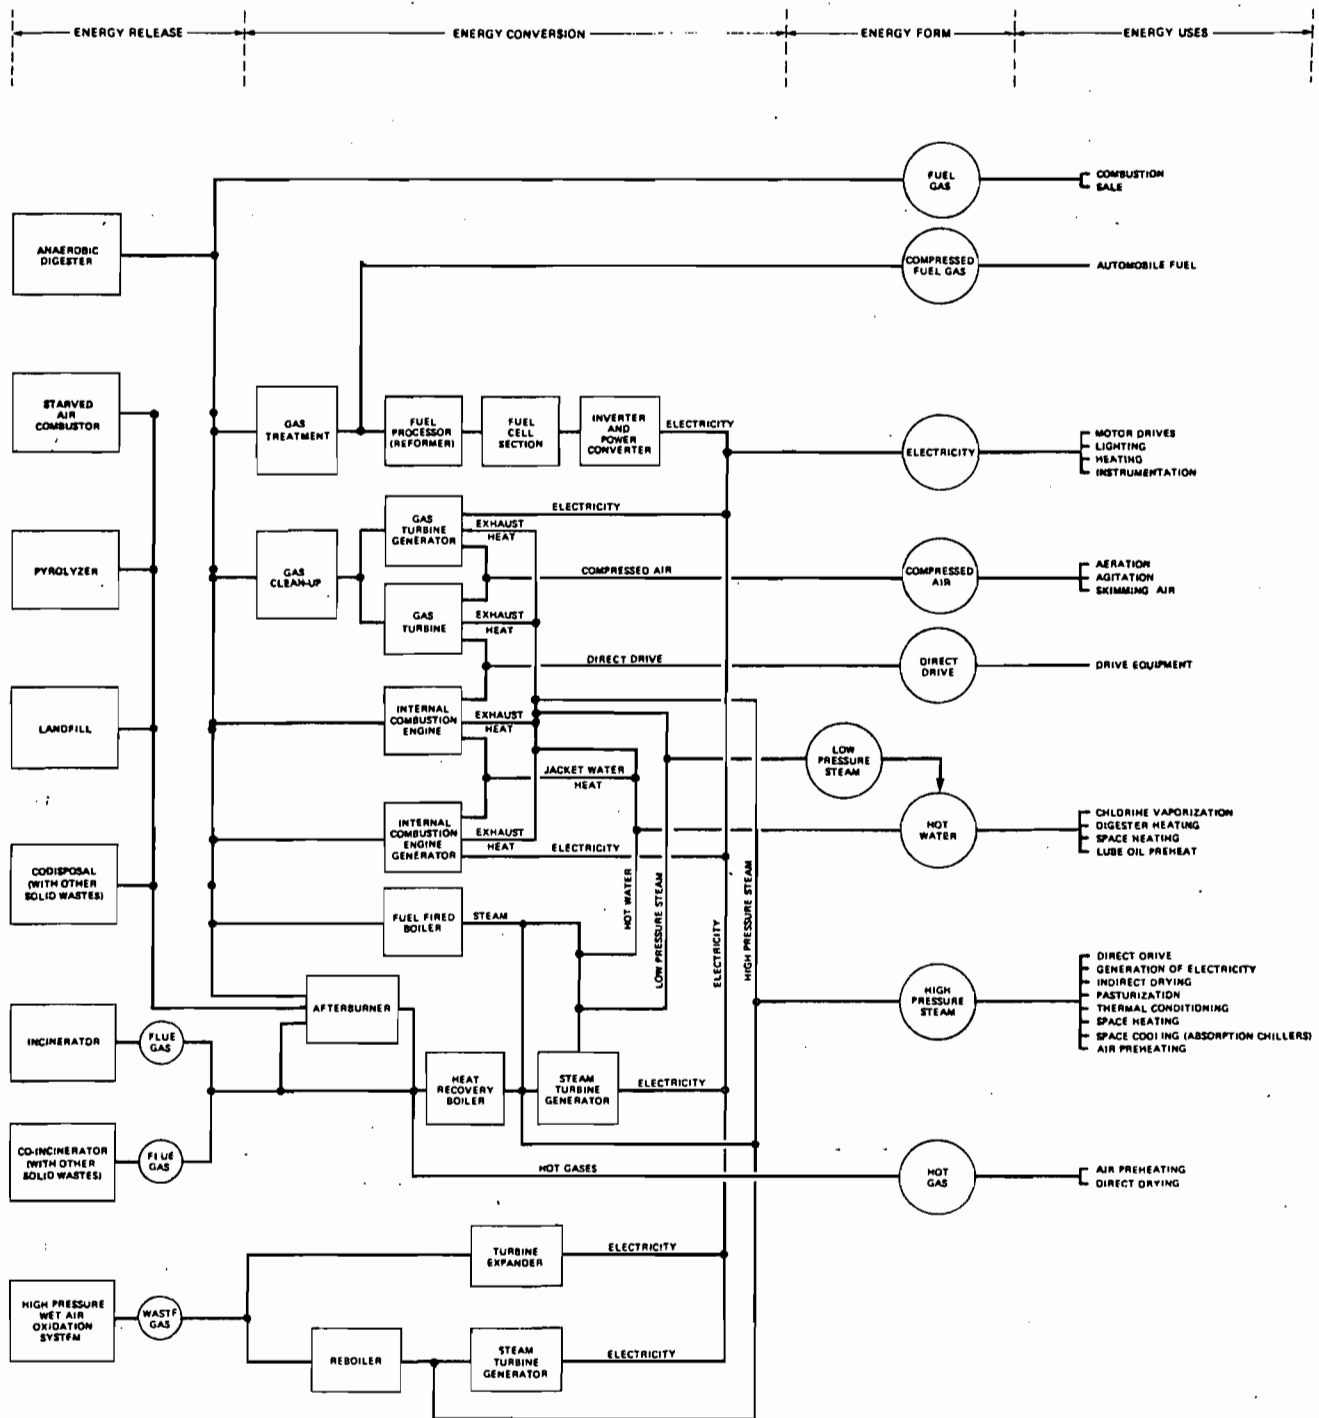 ENERGY RELEASE
ENERGY CONVERSION
ENERGY FORM
ENERGY USES
FUEL
GAS
COMBUSTION
SALE
ANAEROBIC
DIGESTER
COMPRESSED
FUEL GAS
AUTOMOBILE FUEL
STARVED
AIR
COMBUSTOR
GAS
TREATMENT
FUEL
PROCESSOR
(REFORMER)
FUEL
CELL
SECTION
INVERTER
AND
POWER
CONVERTER
ELECTRICITY
ELECTRICITY
MOTOR DRIVES
LIGHTING
HEATING
INSTRUMENTATION
PYROLYZER
GAS
CLEAN-UP
GAS
TURBINE
GENERATOR
ELECTRICITY
EXHAUST
HEAT
COMPRESSED AIR
COMPRESSED
AIR
AERATION
AGITATION
SKIMMING AIR
GAS
TURBINE
EXHAUST
HEAT
DIRECT DRIVE
DIRECT
DRIVE
DRIVE EQUIPMENT
LANDFILL
INTERNAL
COMBUSTION
ENGINE
EXHAUST
HEAT
JACKET WATER
HEAT
LOW
PRESSURE
STEAM
HOT
WATER
CHLORINE VAPORIZATION
DIGESTER HEATING
SPACE HEATING
LUBE OIL PREHEAT
CODISPOSAL
(WITH OTHER
SOLID WASTES)
INTERNAL
COMBUSTION
ENGINE
GENERATOR
EXHAUST
HEAT
ELECTRICITY
HOT WATER
LOW PRESSURE STEAM
ELECTRICITY
HIGH PRESSURE STEAM
FUEL FIRED
BOILER
STEAM
AFTERBURNER
HIGH
PRESSURE
STEAM
DIRECT DRIVE
GENERATION OF ELECTRICITY
INDIRECT DRYING
PASTURIZATION
THERMAL CONDITIONING
SPACE HEATING
SPACE COOLING (ABSORPTION CHILLERS)
AIR PREHEATING
INCINERATOR
FLUE
GAS
HEAT
RECOVERY
BOILER
STEAM
TURBINE
GENERATOR
ELECTRICITY
CO-INCINERATOR
(WITH OTHER
SOLID WASTES)
FLUE
GAS
HOT GASES
HOT
GAS
AIR PREHEATING
DIRECT DRYING
TURBINE
EXPANDER
ELECTRICITY
HIGH PRESSURE
WET AIR
OXIDATION
SYSTEM
WASTE
GAS
REBOILER
STEAM
TURBINE
GENERATOR
ELECTRICITY